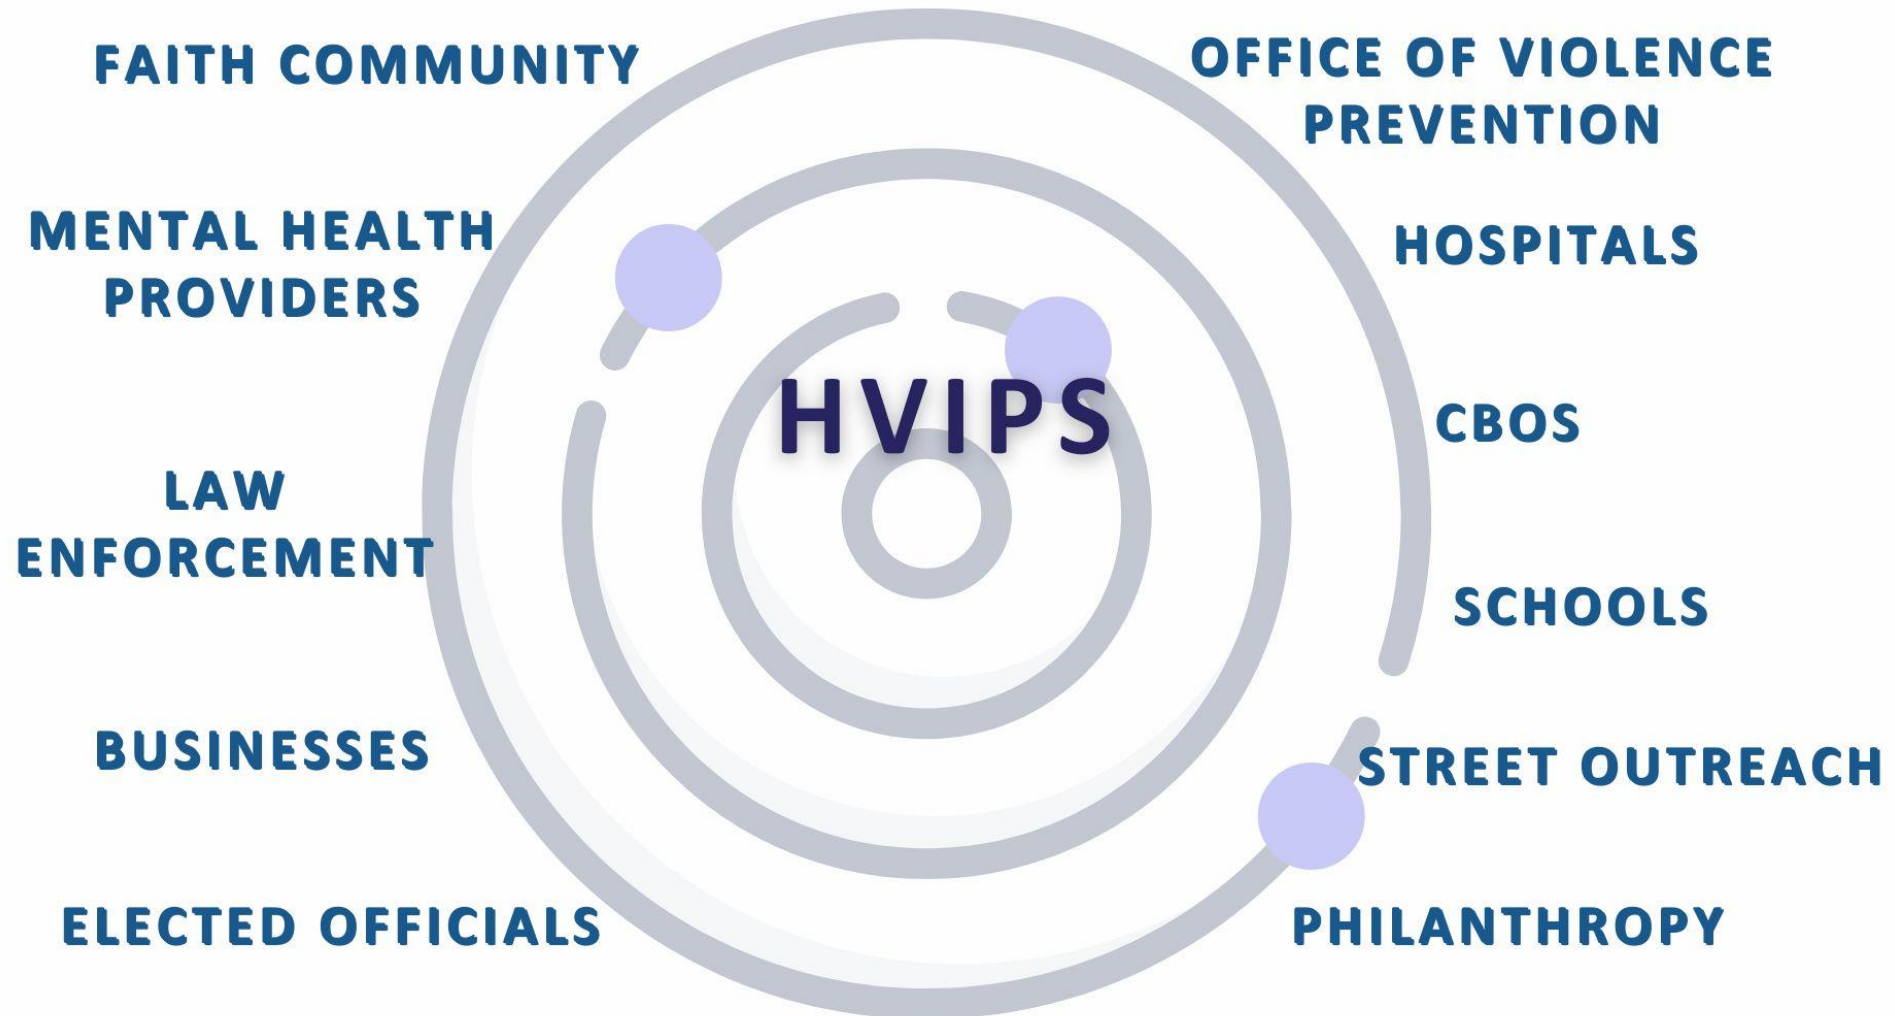 FAITH COMMUNITY
MENTAL HEALTH
PROVIDERS
LAW
ENFORCEMENT
BUSINESSES
ELECTED OFFICIALS
HVIPS
OFFICE OF VIOLENCE
PREVENTION
HOSPITALS
CBOS
SCHOOLS
STREET OUTREACH
PHILANTHROPY